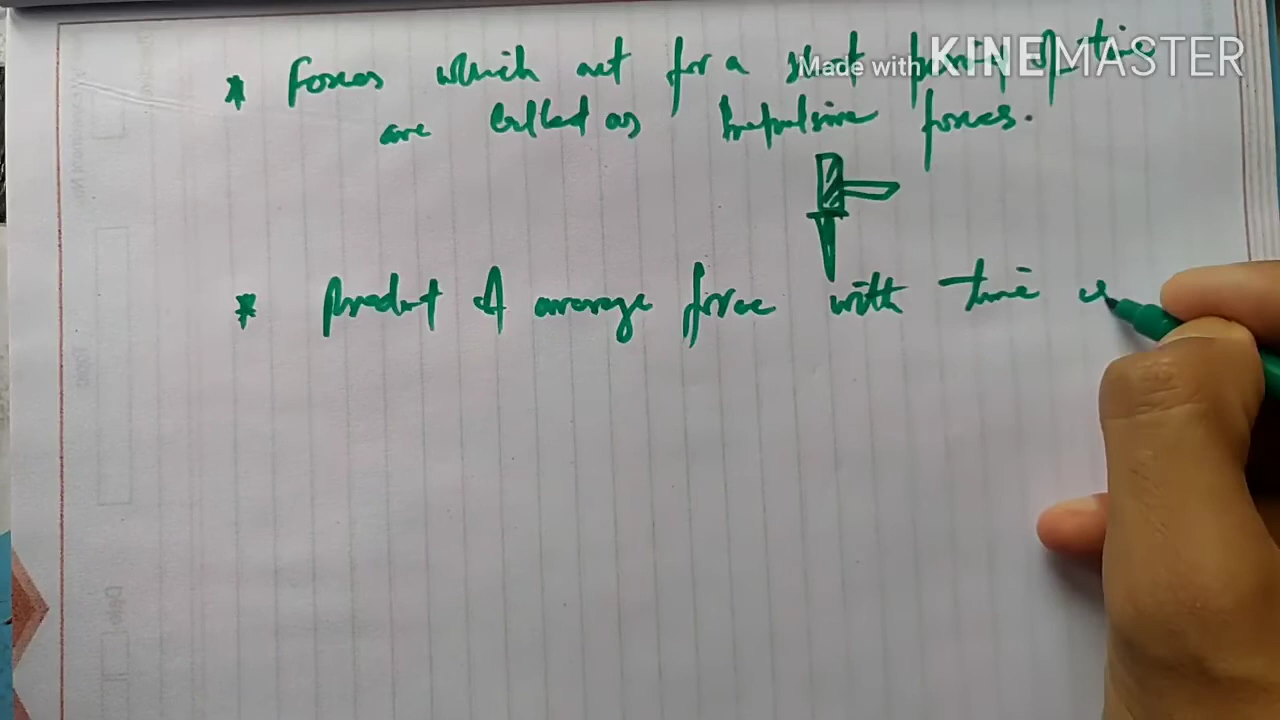 * Forces which act for a short period of time
are called as Impulsive forces.
* Product of average force with time is
Made with KINEMASTER